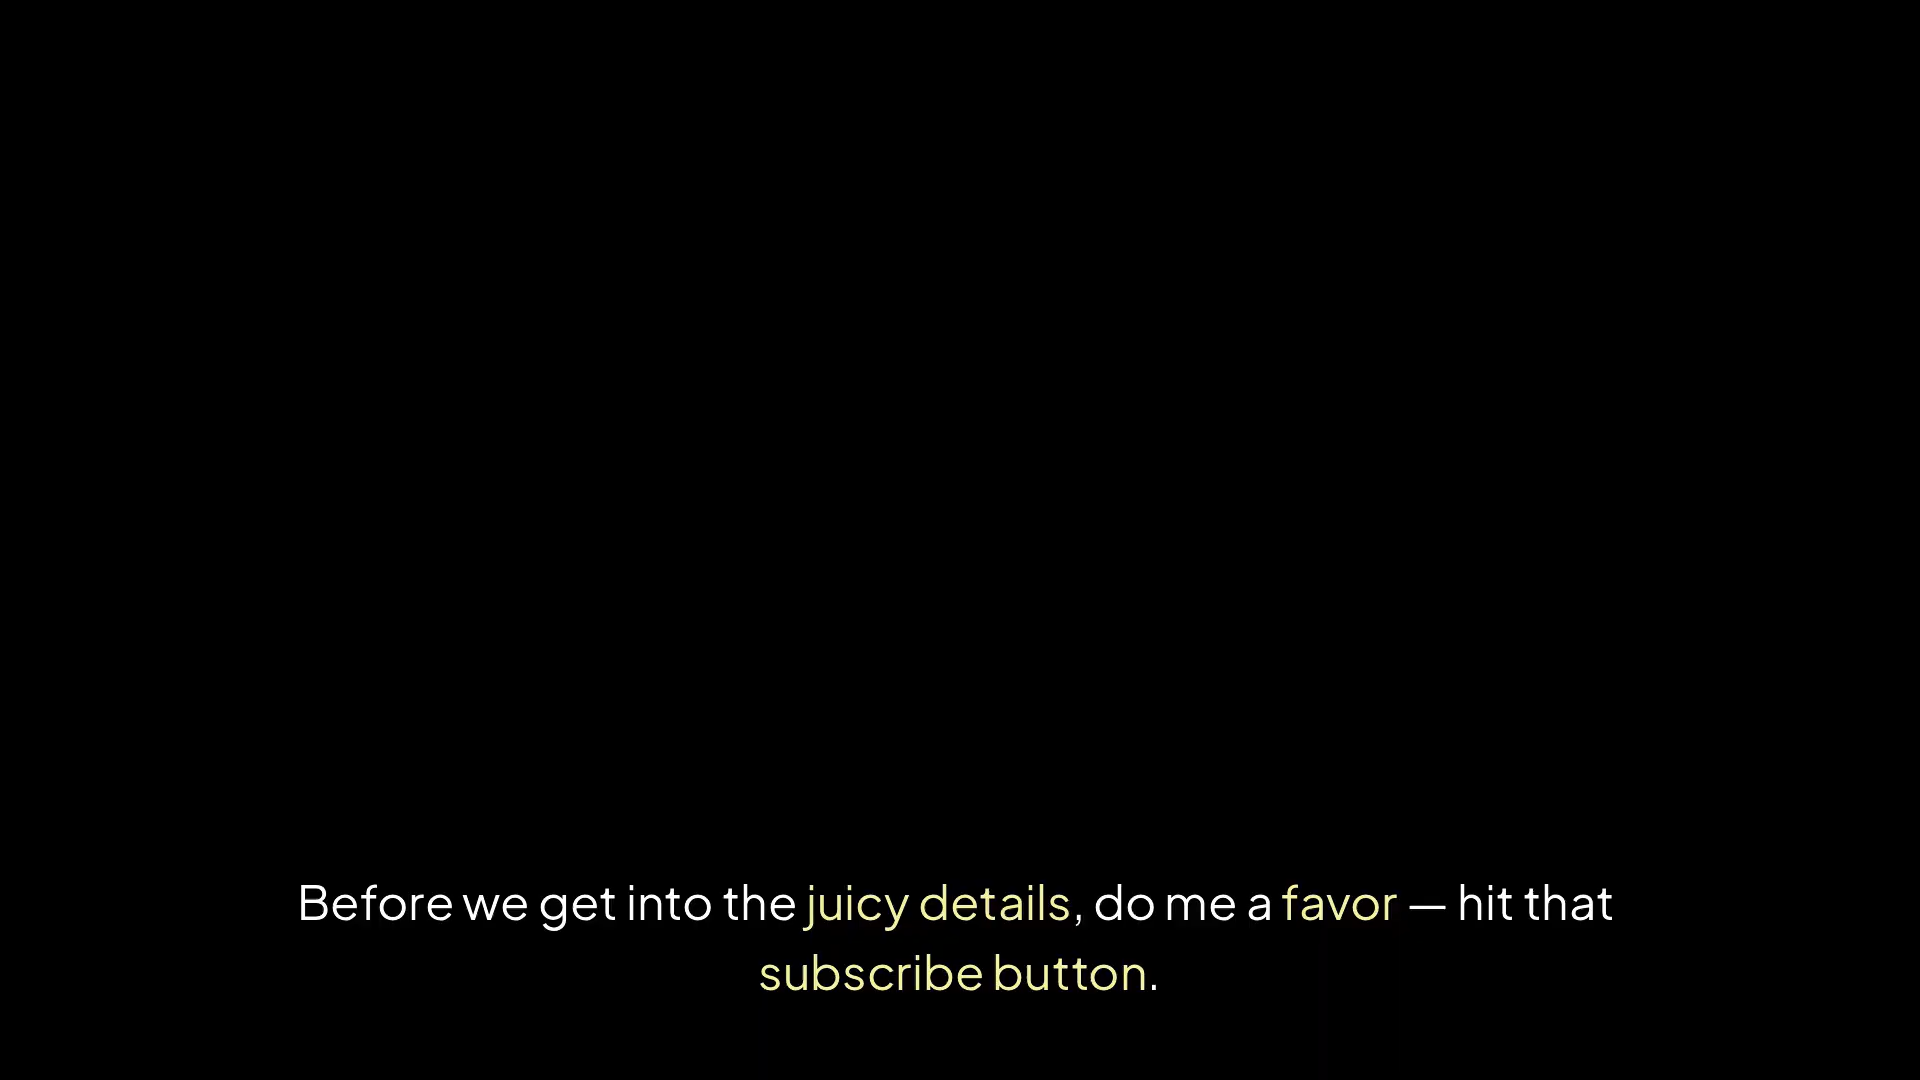 Before we get into the juicy details, do me a favor — hit that
subscribe button.